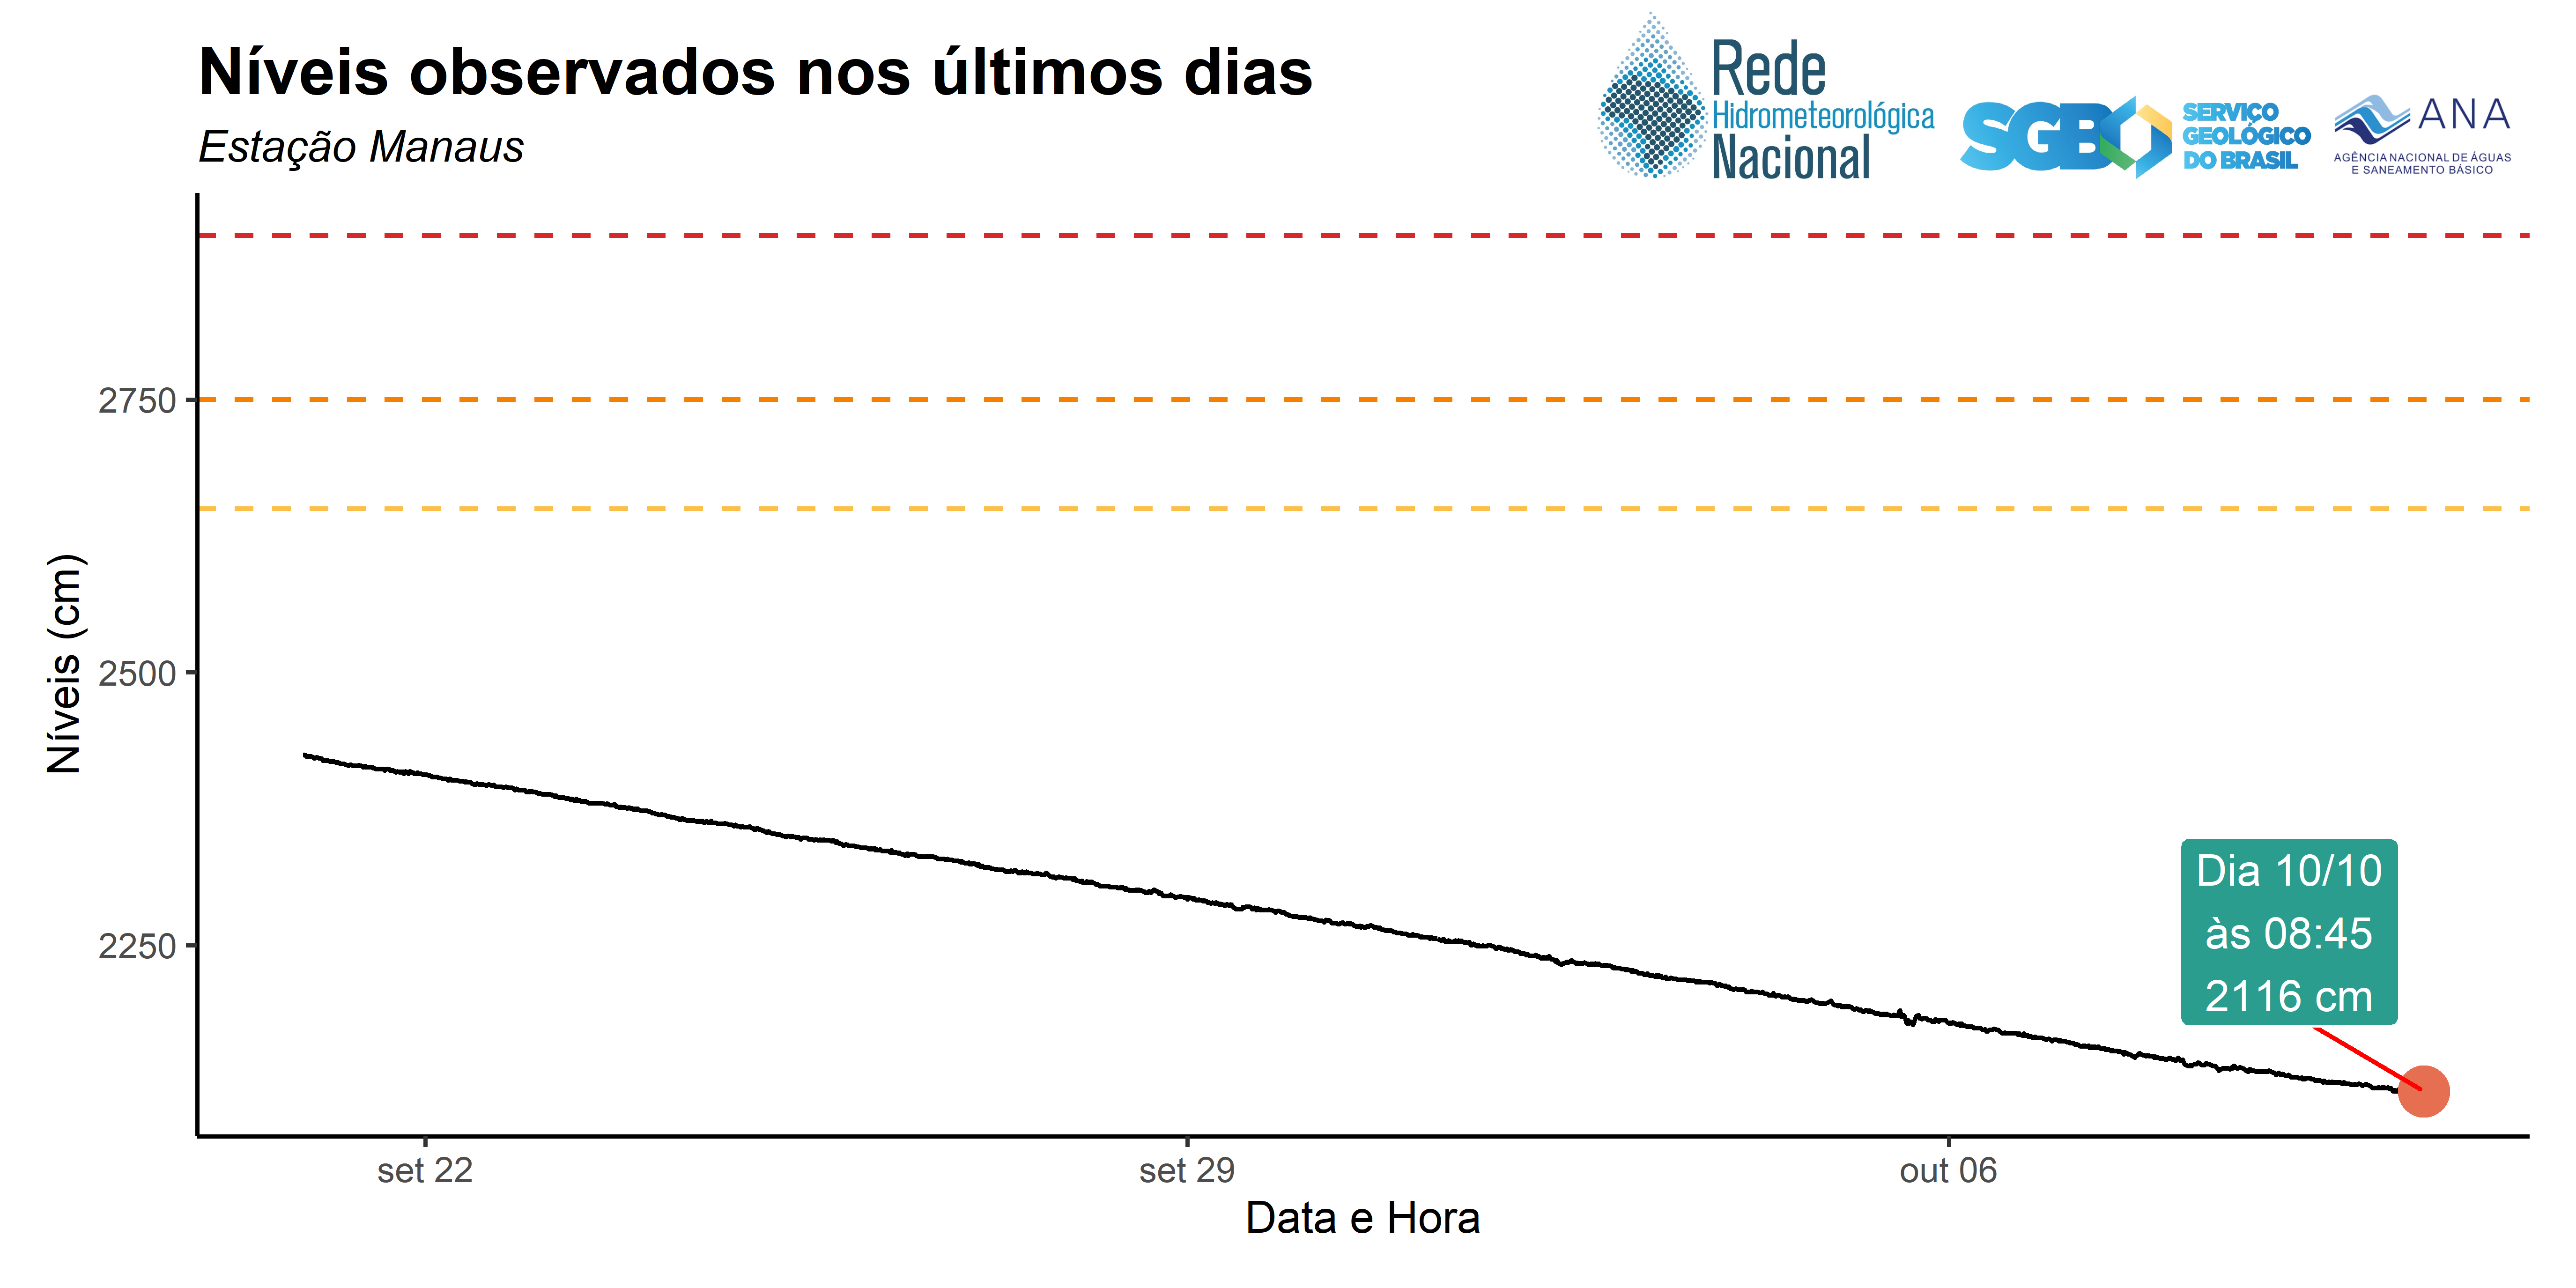 Níveis observados nos últimos dias
Estação Manaus
Rede
Hidrometeorológica
Nacional
SGB
SERVIÇO
GEOLÓGICO
DO BRASIL
ANA
AGÊNCIA NACIONAL DE ÁGUAS
E SANEAMENTO BÁSICO
Níveis (cm)
2750
2500
2250
Dia 10/10
às 08:45
2116 cm
set 22
set 29
out 06
Data e Hora